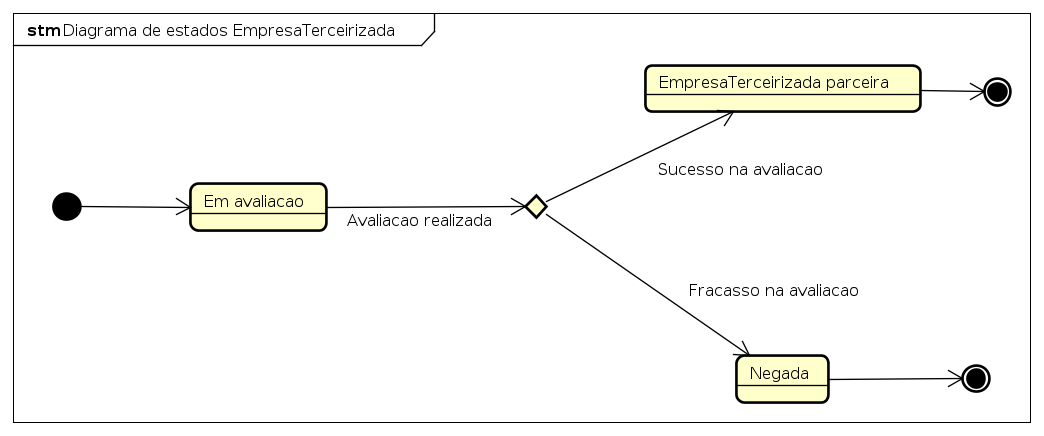 stm Diagrama de estados EmpresaTerceirizada
EmpresaTerceirizada parceira
Sucesso na avaliacao
Em avaliacao
Avaliacao realizada
Fracasso na avaliacao
Negada